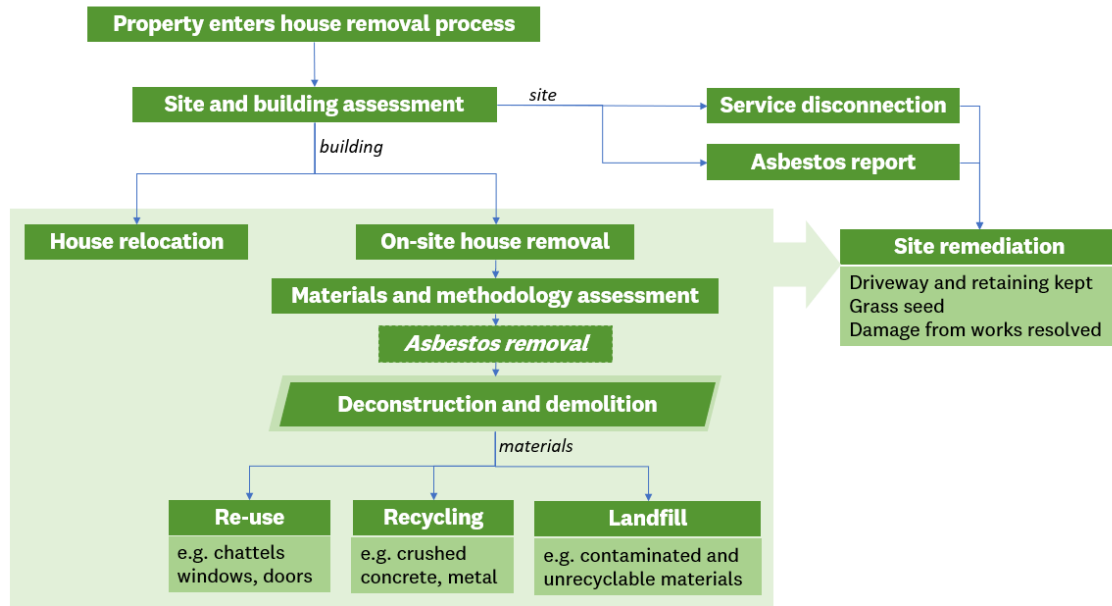 Property enters house removal process
Site and building assessment
site
Service disconnection
building
Asbestos report
House relocation
On-site house removal
Site remediation
Driveway and retaining kept
Grass seed
Damage from works resolved
Materials and methodology assessment
Asbestos removal
Deconstruction and demolition
materials
Re-use
e.g. chattels
windows, doors
Recycling
e.g. crushed
concrete, metal
Landfill
e.g. contaminated and
unrecyclable materials